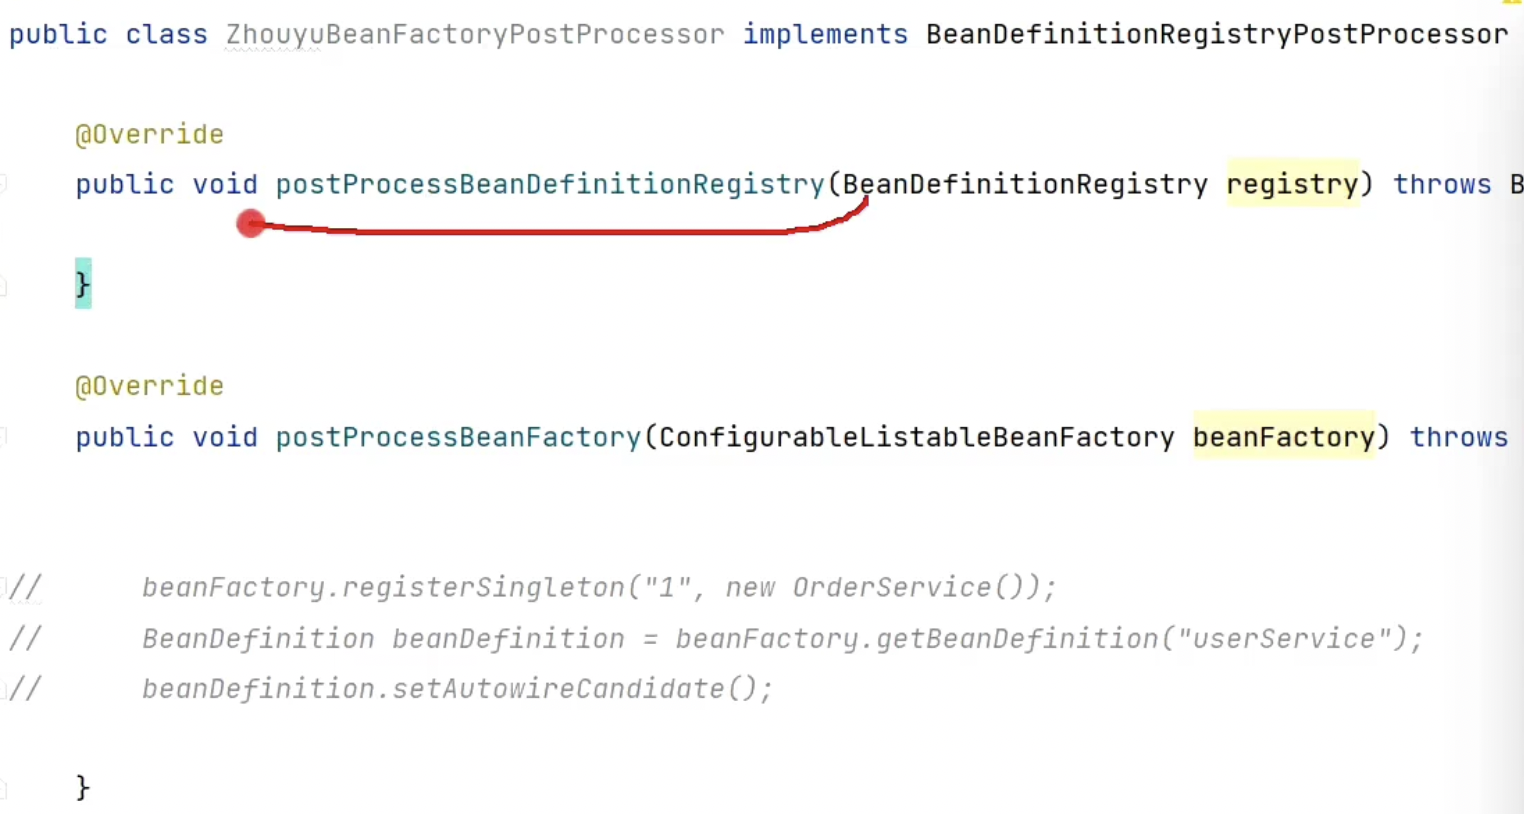 public class ZhouyuBeanFactoryPostProcessor implements BeanDefinitionRegistryPostProcessor
@Override
public void postProcessBeanDefinitionRegistry(BeanDefinitionRegistry registry) throws B
}
@Override
public void postProcessBeanFactory(ConfigurableListableBeanFactory beanFactory) throws
// beanFactory.registerSingleton("1", new OrderService());
// BeanDefinition beanDefinition = beanFactory.getBeanDefinition("userService");
// beanDefinition.setAutowireCandidate();
}